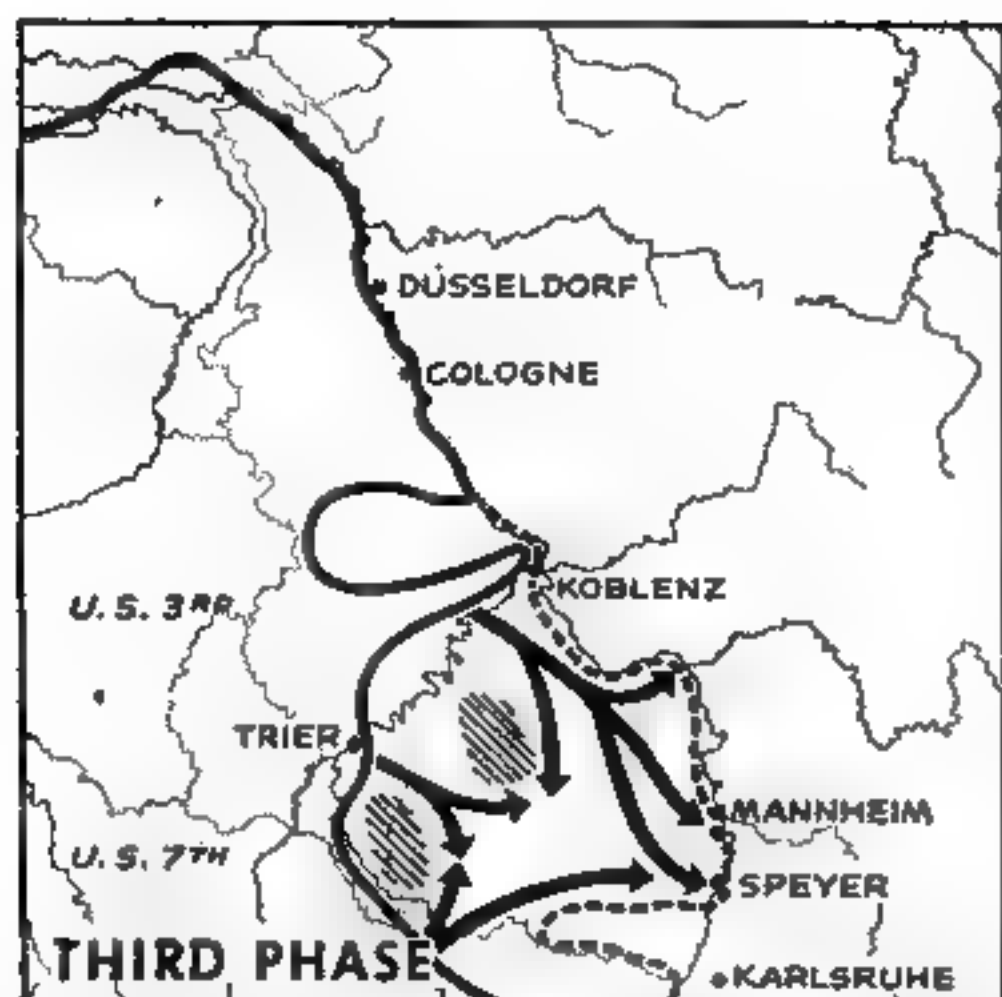 DÜSSELDORF
COLOGNE
KOBLENZ
U.S. 3RD
TRIER
MANNHEIM
U.S. 7TH
SPEYER
THIRD PHASE
KARLSRUHE